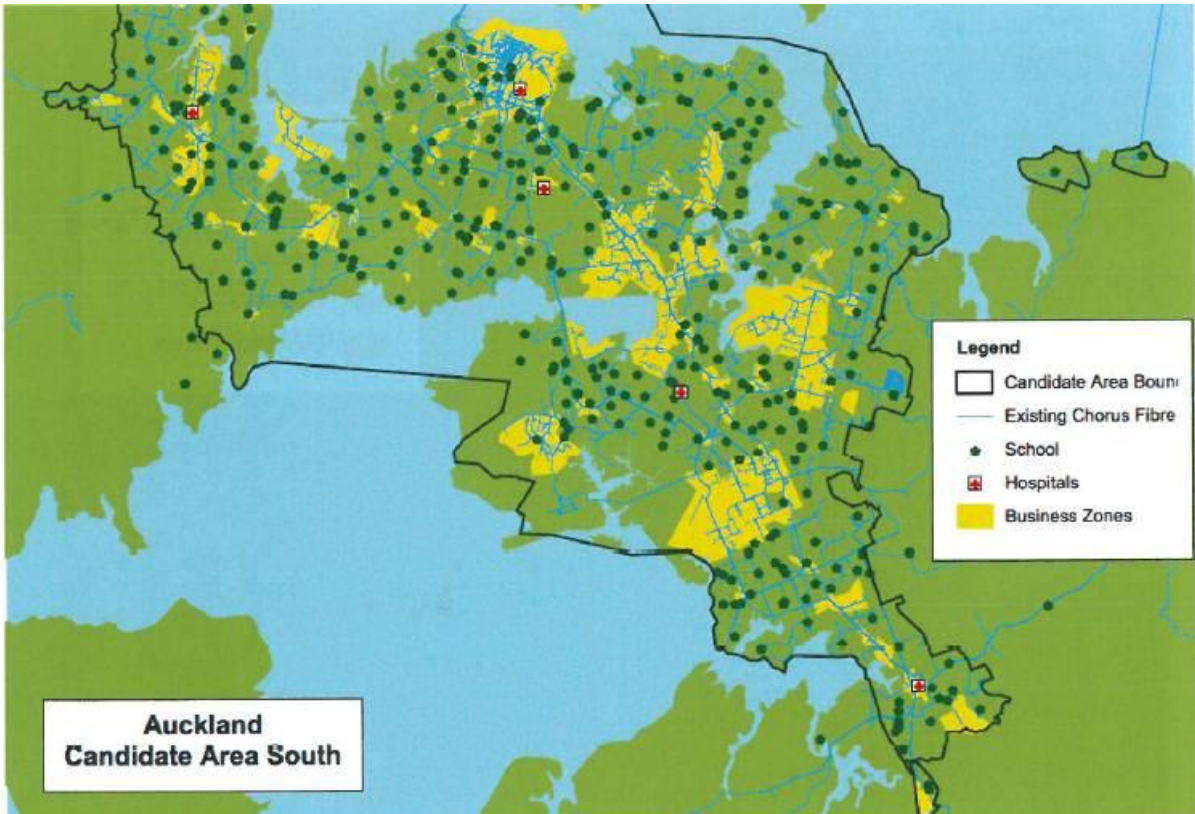 Legend
Candidate Area Boun
Existing Chorus Fibre
School
Hospitals
Business Zones
Auckland
Candidate Area South